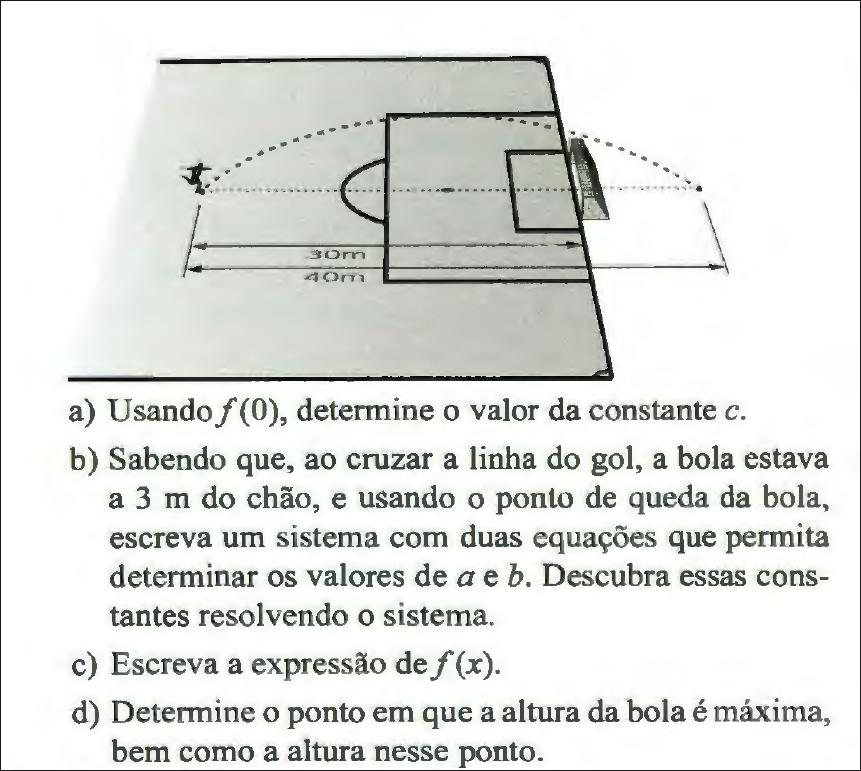 30m
40m
a) Usando f(0), determine o valor da constante c.
b) Sabendo que, ao cruzar a linha do gol, a bola estava
a 3 m do chão, e usando o ponto de queda da bola,
escreva um sistema com duas equações que permita
determinar os valores de a e b. Descubra essas cons-
tantes resolvendo o sistema.
c) Escreva a expressão de f(x).
d) Determine o ponto em que a altura da bola é máxima,
bem como a altura nesse ponto.